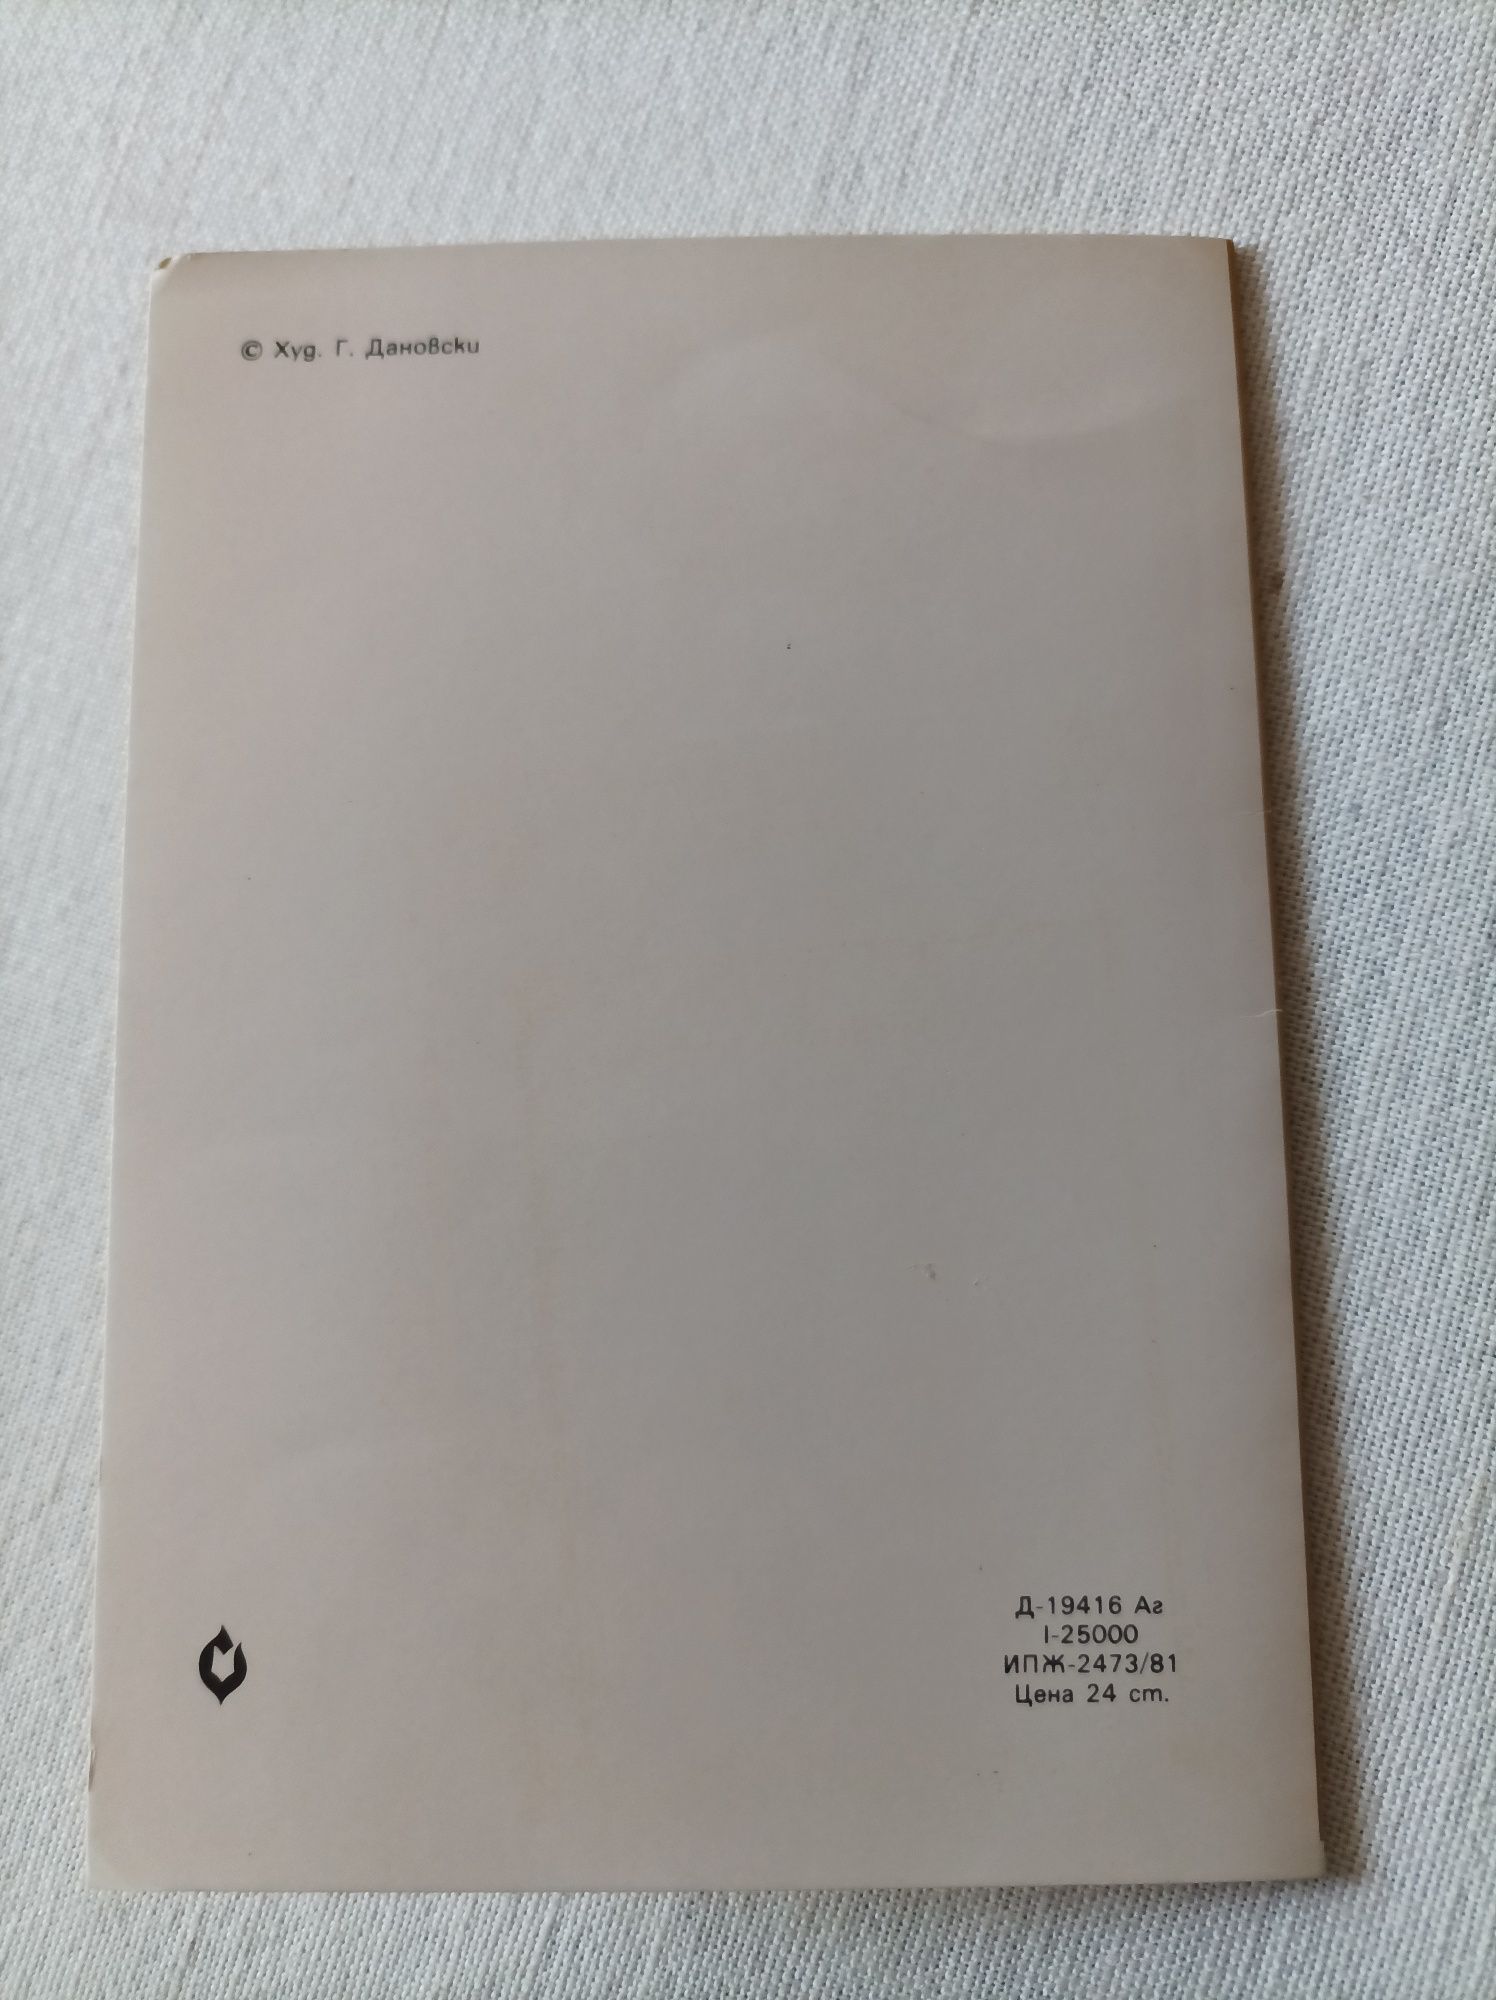 © Худ. Г. Дановски
Д-19416 Аг
I-25000
ИПЖ-2473/81
Цена 24 ст.